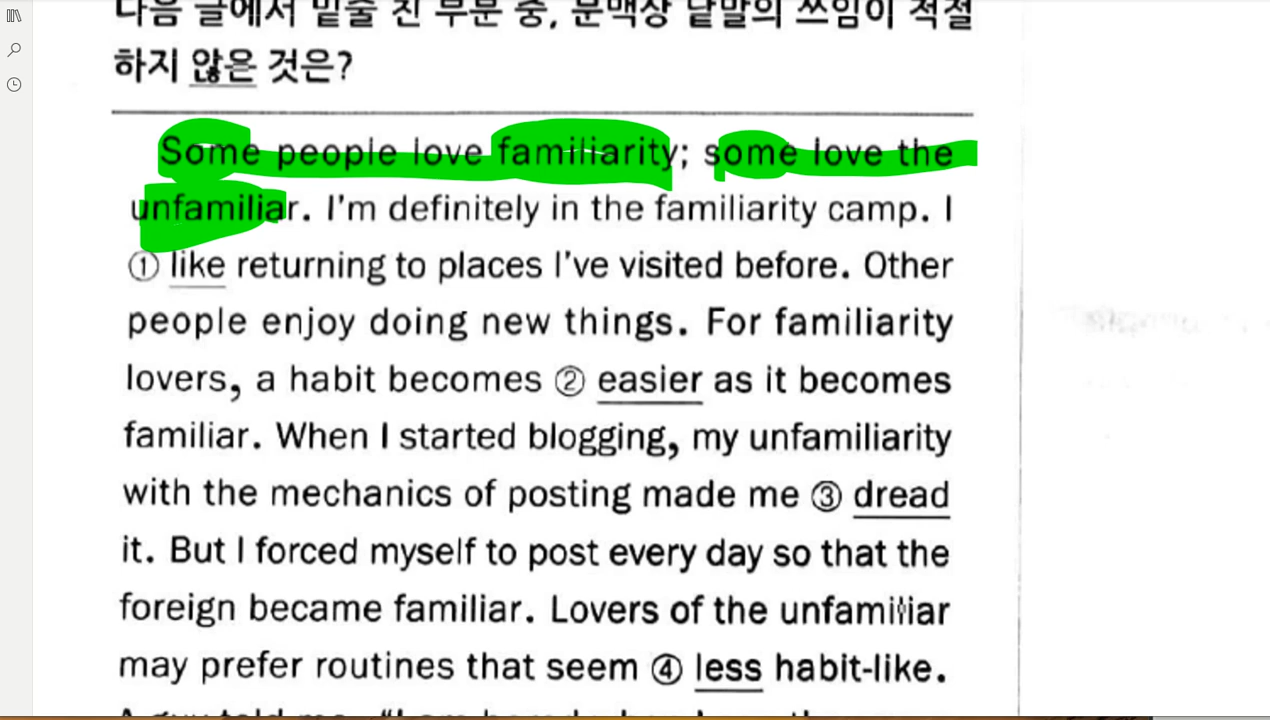 다음 글에서 밑줄 친 부분 중, 문맥상 낱말의 쓰임이 적절
하지 않은 것은?
Some people love familiarity; some love the
unfamiliar. I'm definitely in the familiarity camp. I
① like returning to places I've visited before. Other
people enjoy doing new things. For familiarity
lovers, a habit becomes ② easier as it becomes
familiar. When I started blogging, my unfamiliarity
with the mechanics of posting made me ③ dread
it. But I forced myself to post every day so that the
foreign became familiar. Lovers of the unfamiliar
may prefer routines that seem ④ less habit-like.
A guy told me, "I